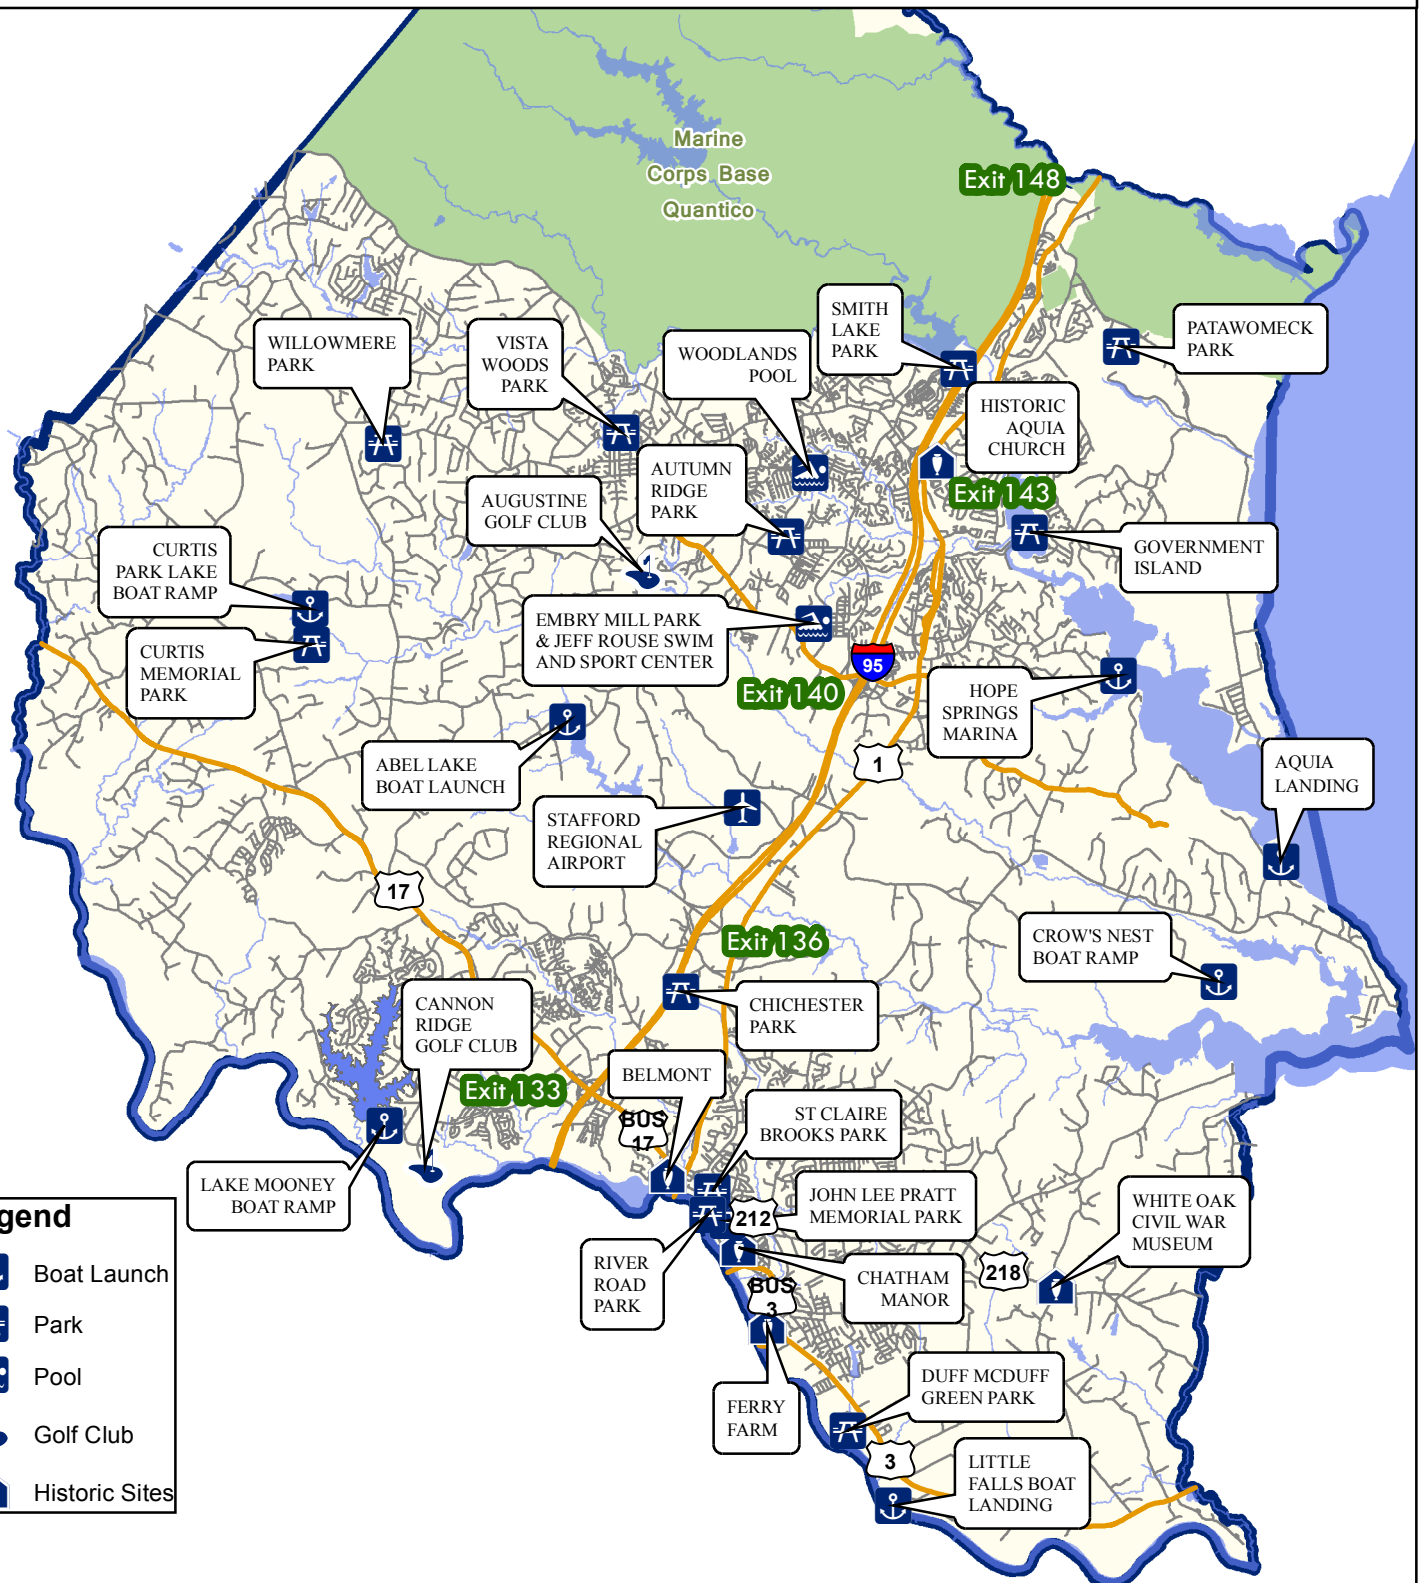 Marine
Corps Base
Quantico
Exit 148
SMITH
LAKE
PARK
PATAWOMECK
PARK
WILLOWMERE
PARK
VISTA
WOODS
PARK
WOODLANDS
POOL
HISTORIC
AQUIA
CHURCH
AUTUMN
RIDGE
PARK
AUGUSTINE
GOLF CLUB
Exit 143
GOVERNMENT
ISLAND
CURTIS
PARK LAKE
BOAT RAMP
EMBRY MILL PARK
& JEFF ROUSE SWIM
AND SPORT CENTER
CURTIS
MEMORIAL
PARK
95
Exit 140
HOPE
SPRINGS
MARINA
ABEL LAKE
BOAT LAUNCH
1
AQUIA
LANDING
STAFFORD
REGIONAL
AIRPORT
17
Exit 136
CROW'S NEST
BOAT RAMP
CANNON
RIDGE
GOLF CLUB
CHICHESTER
PARK
BELMONT
Exit 133
BUS
17
ST CLAIRE
BROOKS PARK
LAKE MOONEY
BOAT RAMP
JOHN LEE PRATT
MEMORIAL PARK
212
WHITE OAK
CIVIL WAR
MUSEUM
RIVER
ROAD
PARK
CHATHAM
MANOR
218
BUS
3
FERRY
FARM
DUFF MCDUFF
GREEN PARK
3
LITTLE
FALLS BOAT
LANDING
gend
Boat Launch
Park
Pool
Golf Club
Historic Sites